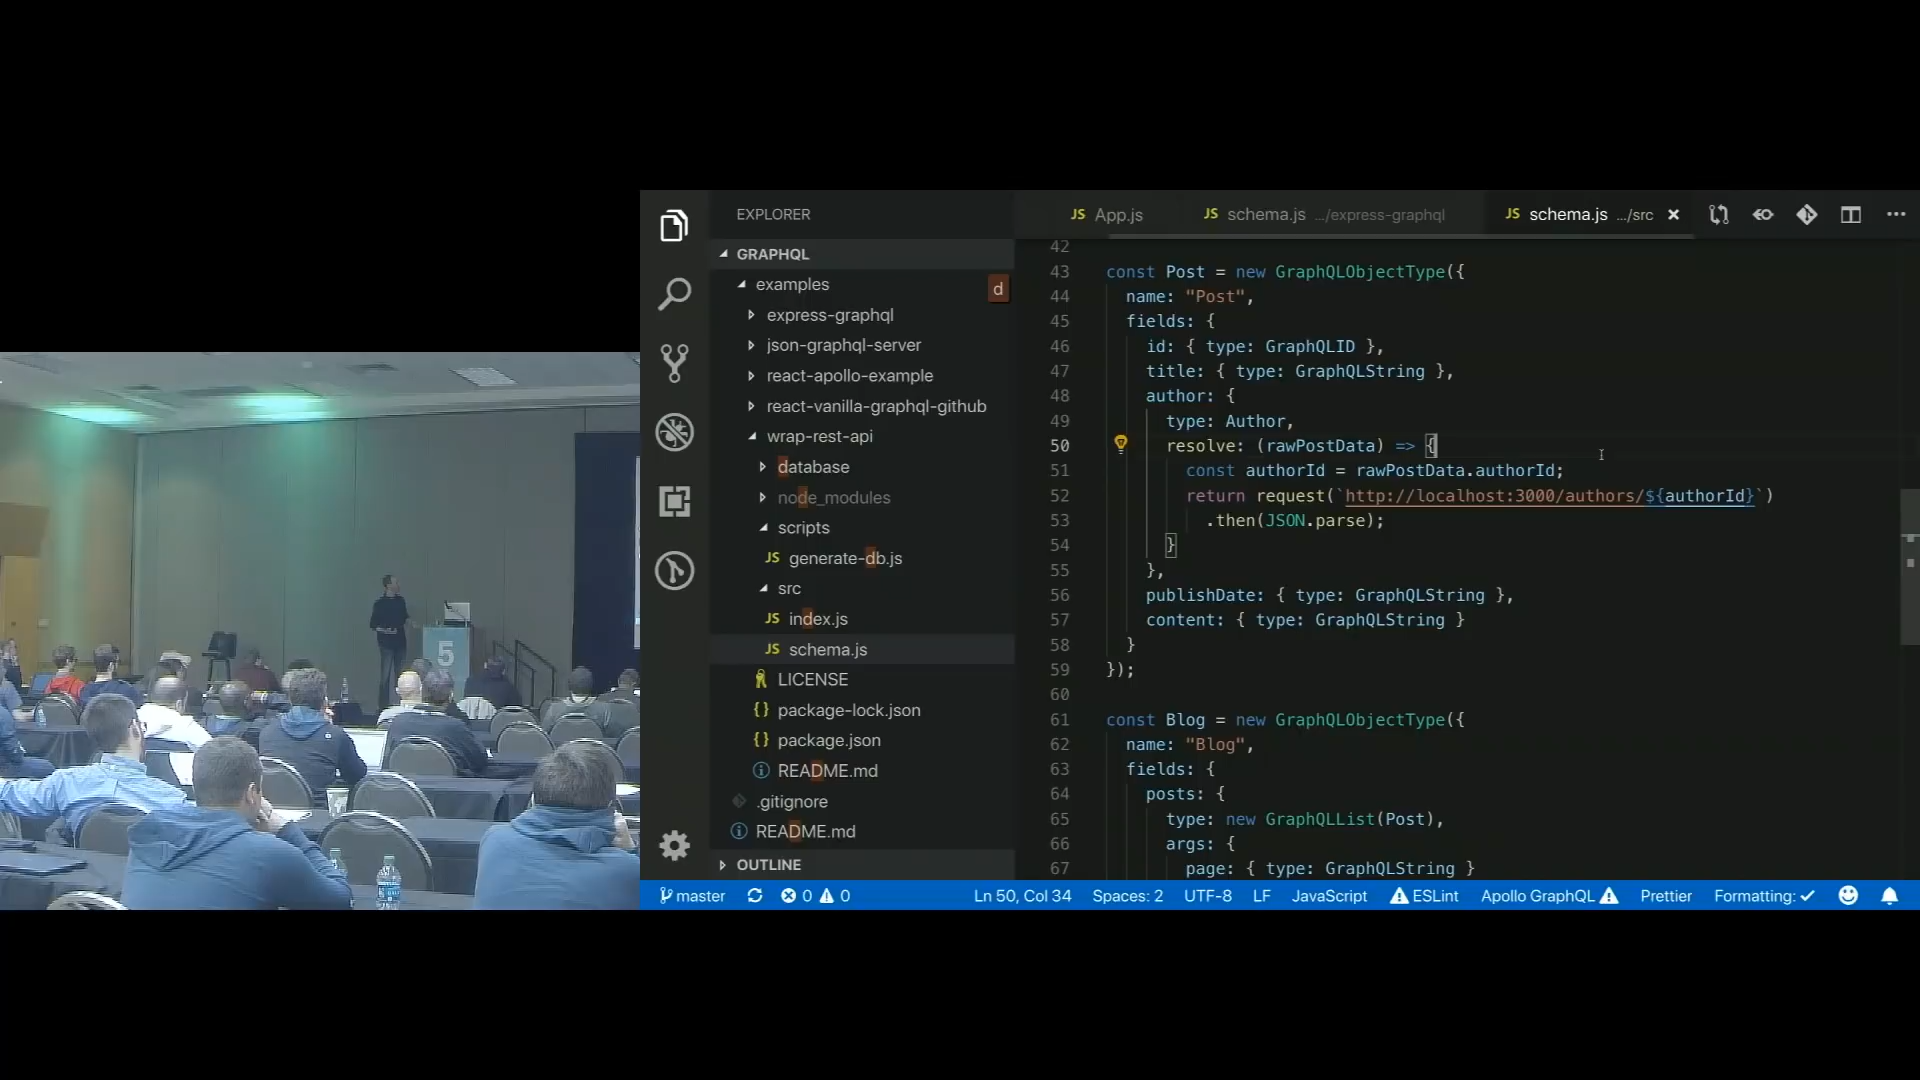 EXPLORER
GRAPHQL
examples
d
express-graphql
json-graphql-server
react-apollo-example
react-vanilla-graphql-github
wrap-rest-api
database
node_modules
scripts
JS generate-db.js
src
JS index.js
JS schema.js
LICENSE
{} package-lock.json
{} package.json
README.md
.gitignore
README.md
OUTLINE
JS App.js
JS schema.js .../express-graphql
JS schema.js .../src
42
43 const Post = new GraphQLObjectType({
44 name: "Post",
45 fields: {
46 id: { type: GraphQLID },
47 title: { type: GraphQLString },
48 author: {
49 type: Author,
50 resolve: (rawPostData) => {
51 const authorId = rawPostData.authorId;
52 return request(`http://localhost:3000/authors/${authorId}`)
53 .then(JSON.parse);
54 }
55 },
56 publishDate: { type: GraphQLString },
57 content: { type: GraphQLString }
58 }
59 });
60
61 const Blog = new GraphQLObjectType({
62 name: "Blog",
63 fields: {
64 posts: {
65 type: new GraphQLList(Post),
66 args: {
67 page: { type: GraphQLString }
master 0 0 Ln 50, Col 34 Spaces: 2 UTF-8 LF JavaScript ESLint Apollo GraphQL Prettier Formatting: ✓
5